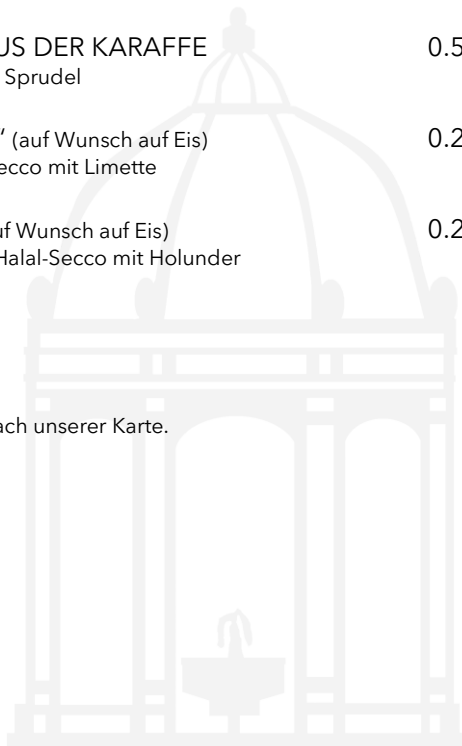 US DER KARAFFE 0.5
Sprudel
“ (auf Wunsch auf Eis) 0.2
ecco mit Limette
uf Wunsch auf Eis) 0.2
Halal-Secco mit Holunder
ach unserer Karte.